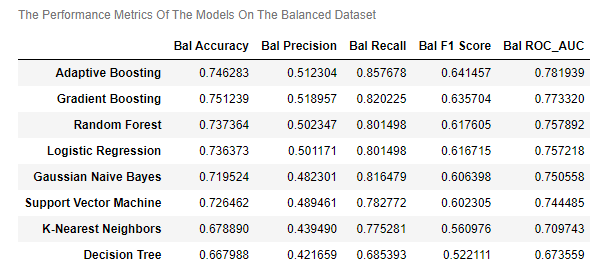 The Performance Metrics Of The Models On The Balanced Dataset
Bal Accuracy Bal Precision Bal Recall Bal F1 Score Bal ROC_AUC
Adaptive Boosting 0.746283 0.512304 0.857678 0.641457 0.781939
Gradient Boosting 0.751239 0.518957 0.820225 0.635704 0.773320
Random Forest 0.737364 0.502347 0.801498 0.617605 0.757892
Logistic Regression 0.736373 0.501171 0.801498 0.616715 0.757218
Gaussian Naive Bayes 0.719524 0.482301 0.816479 0.606398 0.750558
Support Vector Machine 0.726462 0.489461 0.782772 0.602305 0.744485
K-Nearest Neighbors 0.678890 0.439490 0.775281 0.560976 0.709743
Decision Tree 0.667988 0.421659 0.685393 0.522111 0.673559